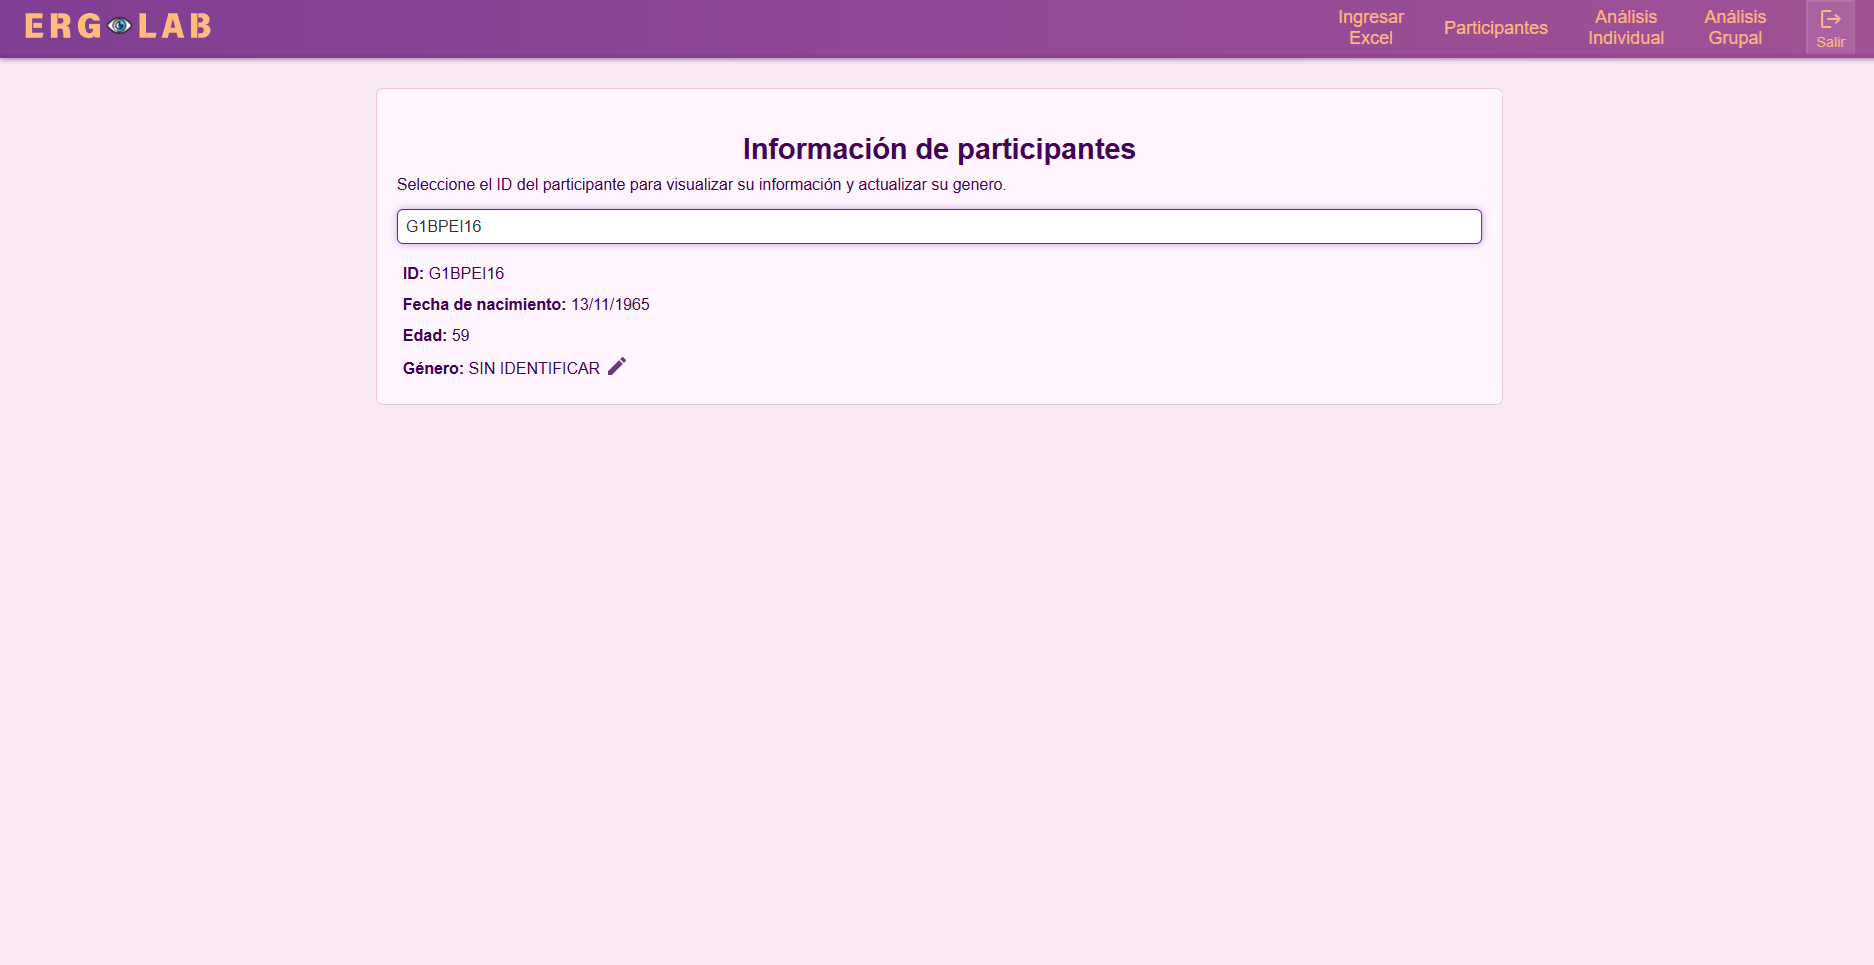 ERG LAB
Ingresar
Excel
Participantes
Análisis
Individual
Análisis
Grupal
Salir
Información de participantes
Seleccione el ID del participante para visualizar su información y actualizar su genero.
G1BPEI16
ID: G1BPEI16
Fecha de nacimiento: 13/11/1965
Edad: 59
Género: SIN IDENTIFICAR